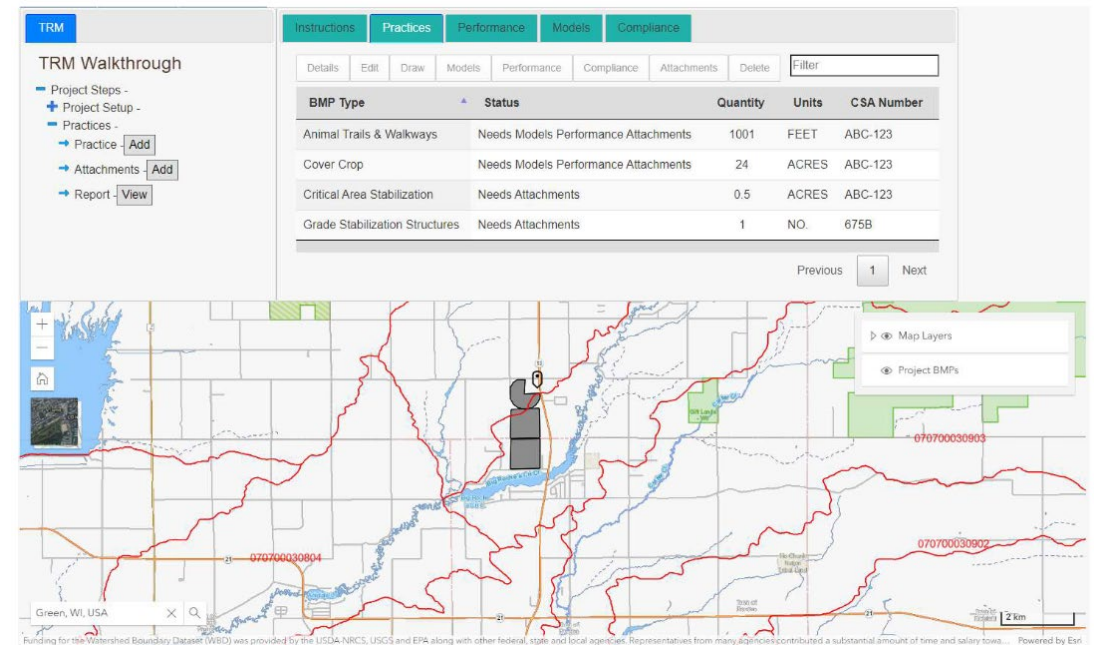 TRM
TRM Walkthrough
Project Steps -
Project Setup -
Practices -
Practice - Add
Attachments - Add
Report - View
Instructions Practices Performance Models Compliance
Details Edit Draw Models Performance Compliance Attachments Delete Filter
BMP Type Status Quantity Units CSA Number
Animal Trails & Walkways Needs Models Performance Attachments 1001 FEET ABC-123
Cover Crop Needs Models Performance Attachments 24 ACRES ABC-123
Critical Area Stabilization Needs Attachments 0.5 ACRES ABC-123
Grade Stabilization Structures Needs Attachments 1 NO. 675B
Previous 1 Next
Map Layers
Project BMPs
13
070700030903
070700030804
070700030902
21
21
21
Green, WI, USA
2 km
Funding for the Watershed Boundary Dataset (WBD) was provided by the USDA-NRCS, USGS and EPA along with other federal, state and local agencies. Representatives from many agencies contributed a substantial amount of time and salary towa... Powered by Esri